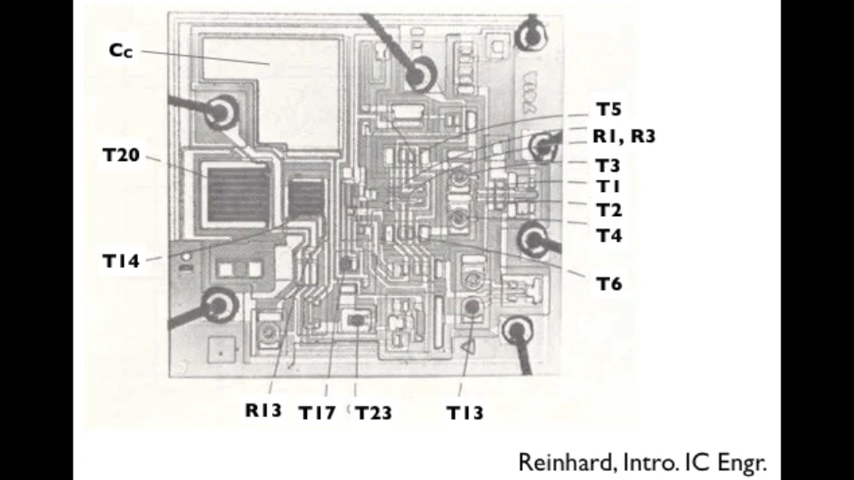 Cc
T5
R1, R3
T20
T3
T1
T2
T4
T14
T6
R13 T17 T23 T13
Reinhard, Intro. IC Engr.